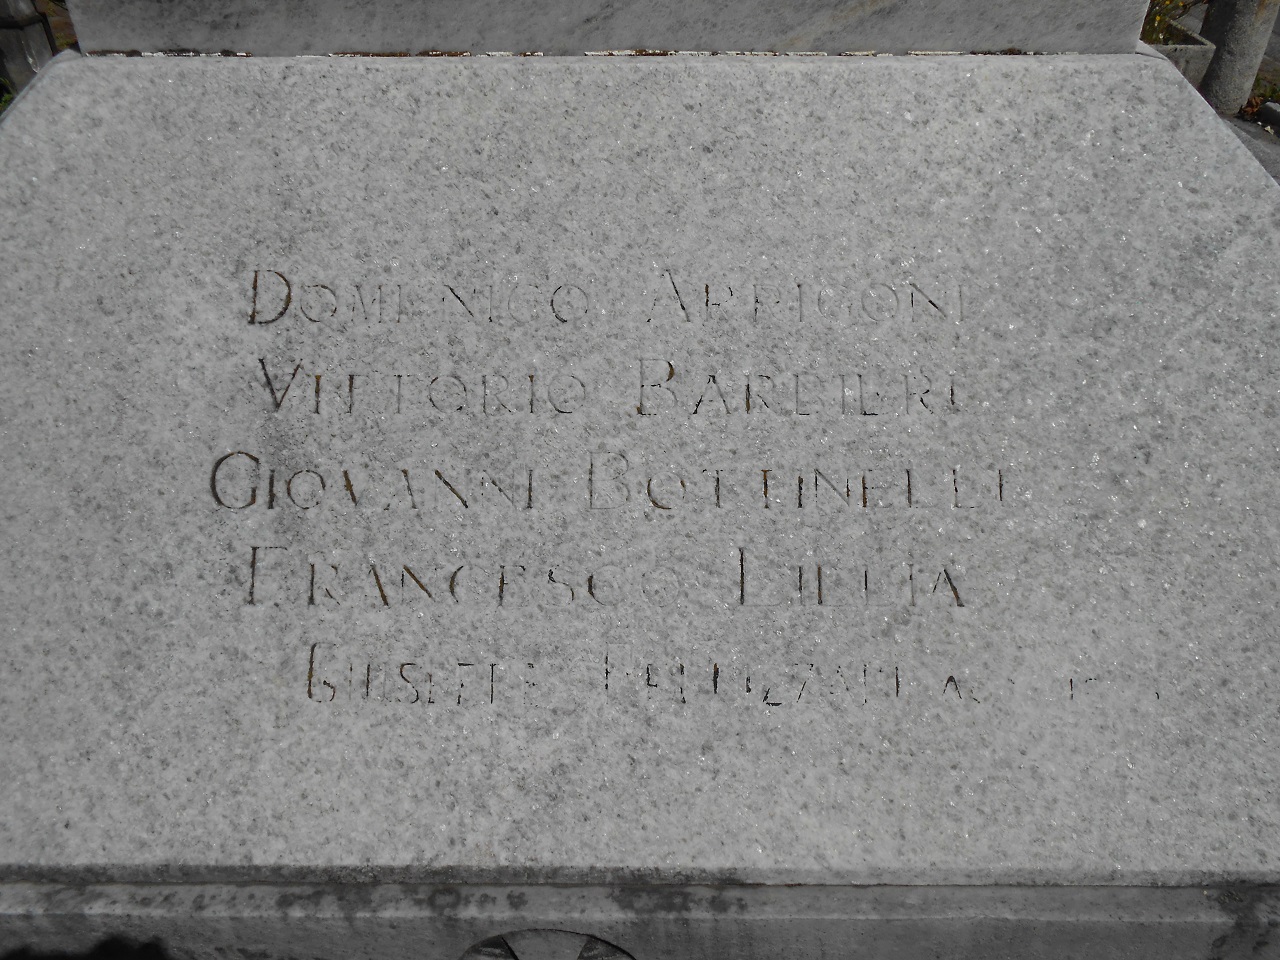 DOMENICO ARRIGONI
VITTORIO BARBIERI
GIOVANNI BOTTINELLI
FRANCESCO LILLIA
GIUSEPPE